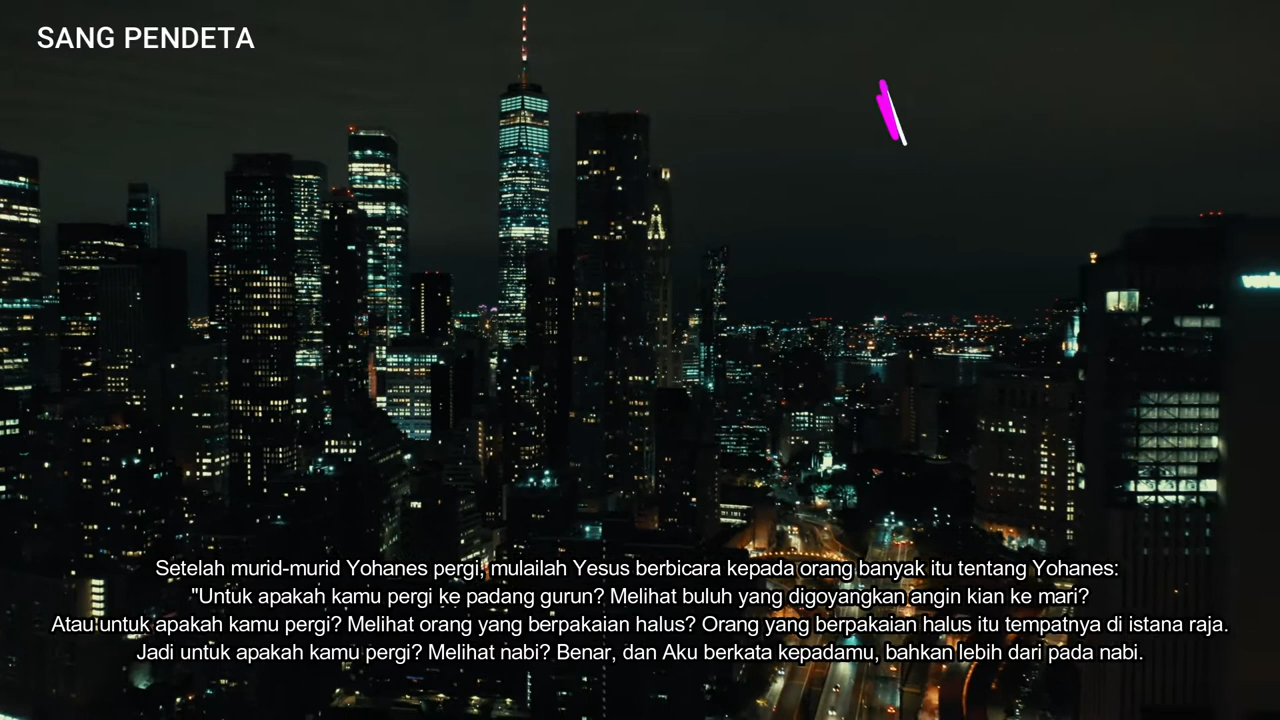 SANG PENDETA
Setelah murid-murid Yohanes pergi, mulailah Yesus berbicara kepada orang banyak itu tentang Yohanes:
"Untuk apakah kamu pergi ke padang gurun? Melihat buluh yang digoyangkan angin kian ke mari?
Atau untuk apakah kamu pergi? Melihat orang yang berpakaian halus? Orang yang berpakaian halus itu tempatnya di istana raja.
Jadi untuk apakah kamu pergi? Melihat nabi? Benar, dan Aku berkata kepadamu, bahkan lebih dari pada nabi.